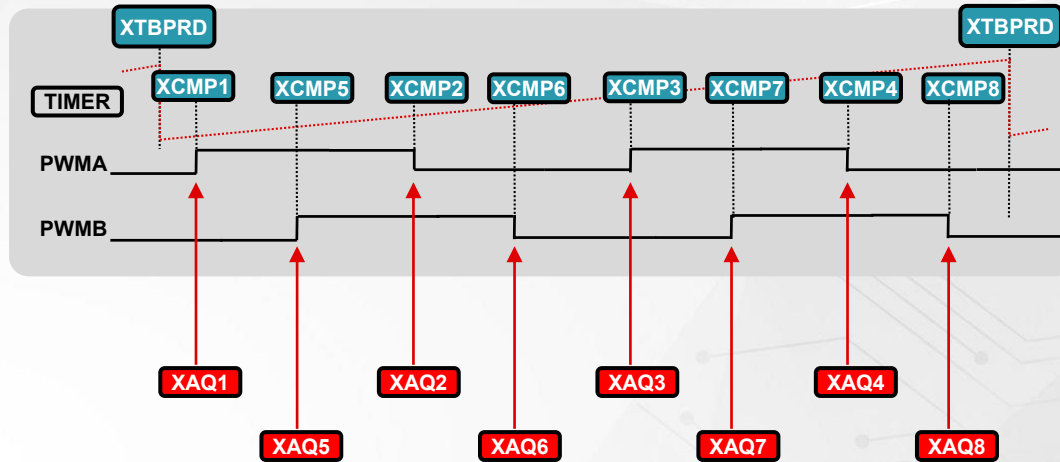 XTBPRD
XTBPRD
XCMP1
XCMP5
XCMP2
XCMP6
XCMP3
XCMP7
XCMP4
XCMP8
TIMER
PWMA
PWMB
XAQ1
XAQ2
XAQ3
XAQ4
XAQ5
XAQ6
XAQ7
XAQ8